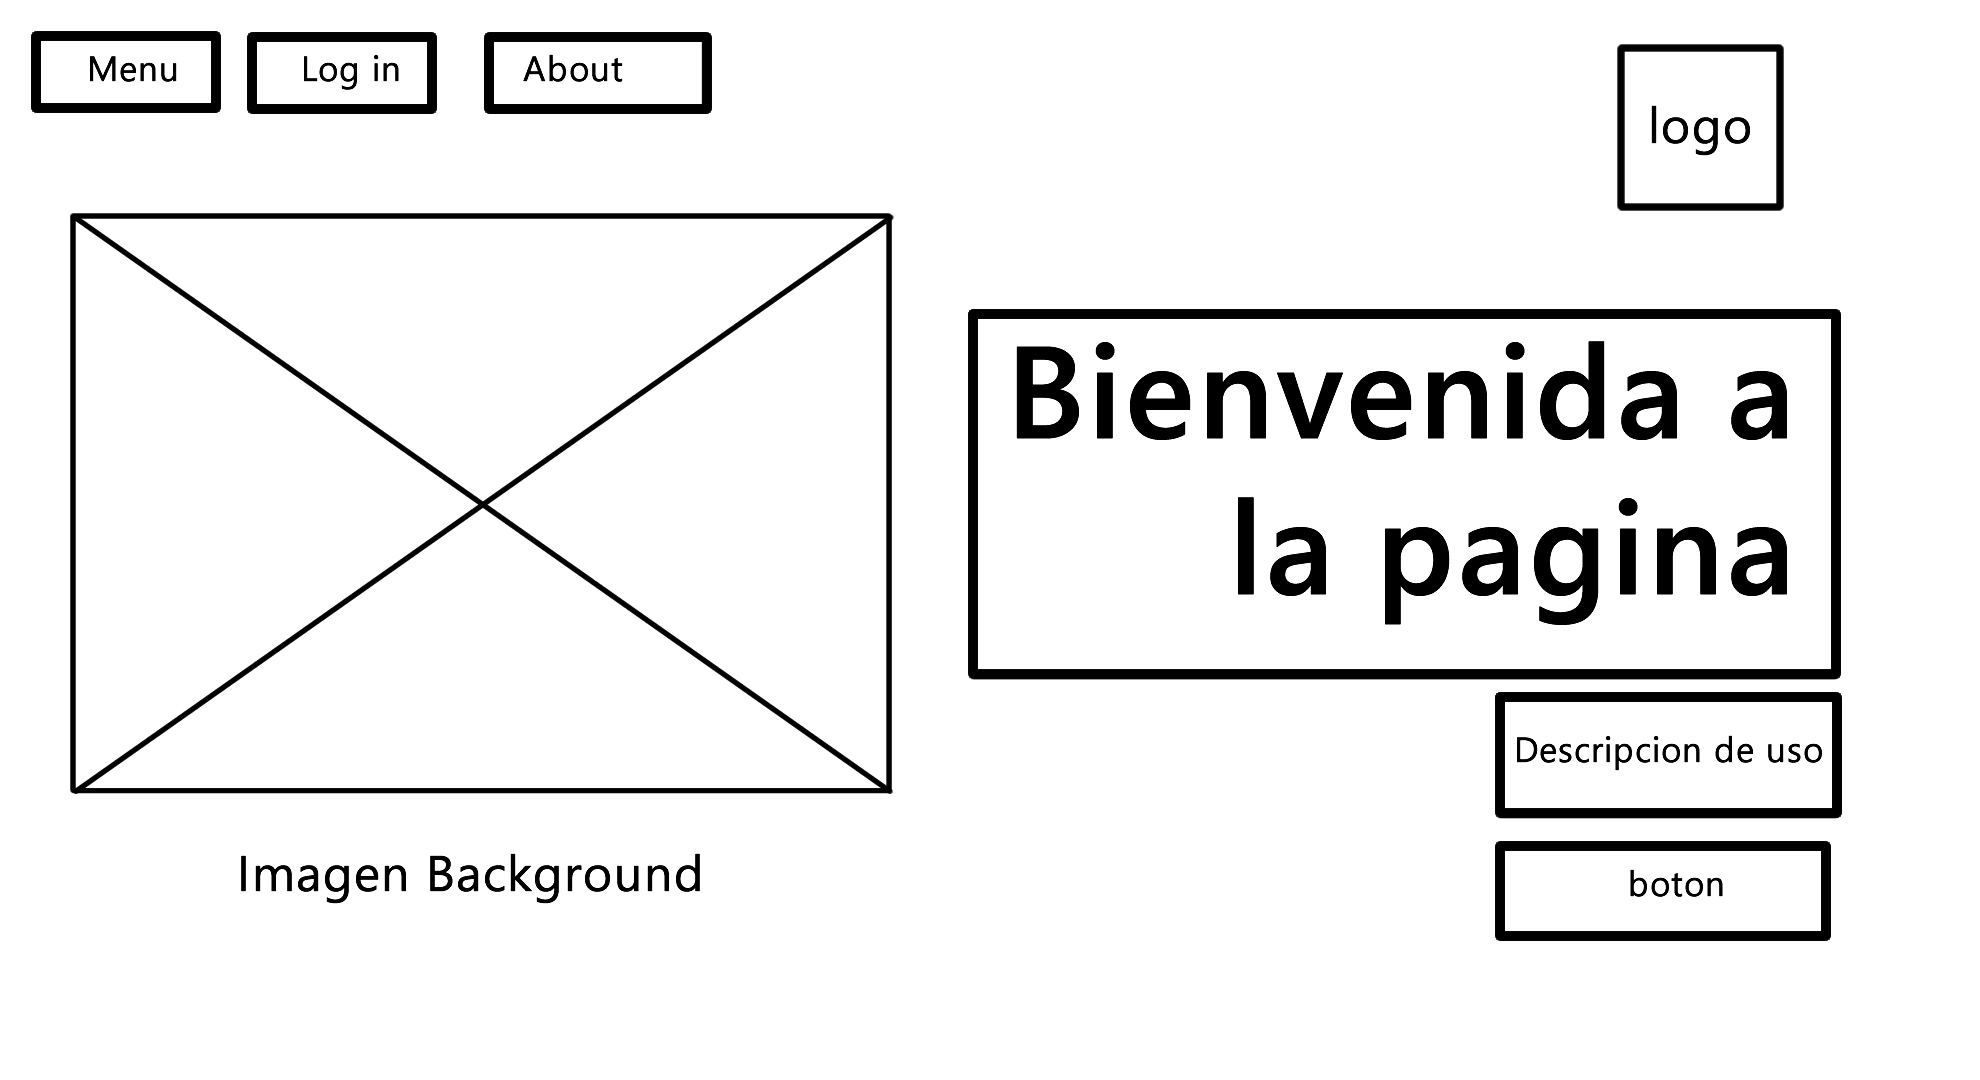 Menu
Log in
About
logo
Bienvenida a
la pagina
Descripcion de uso
boton
Imagen Background